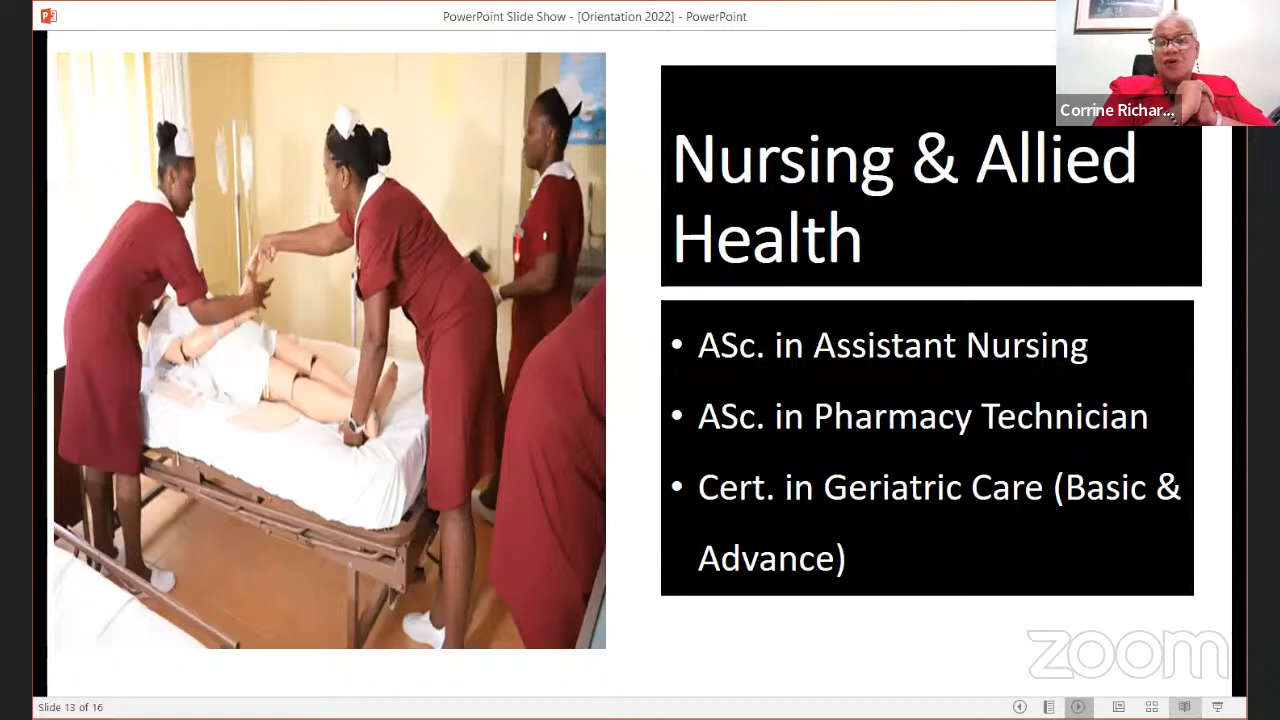 PowerPoint Slide Show - [Orientation 2022] - PowerPoint
Corrine Richar...
Nursing & Allied
Health
• ASc. in Assistant Nursing
• ASc. in Pharmacy Technician
• Cert. in Geriatric Care (Basic &
Advance)
zoom
Slide 13 of 16